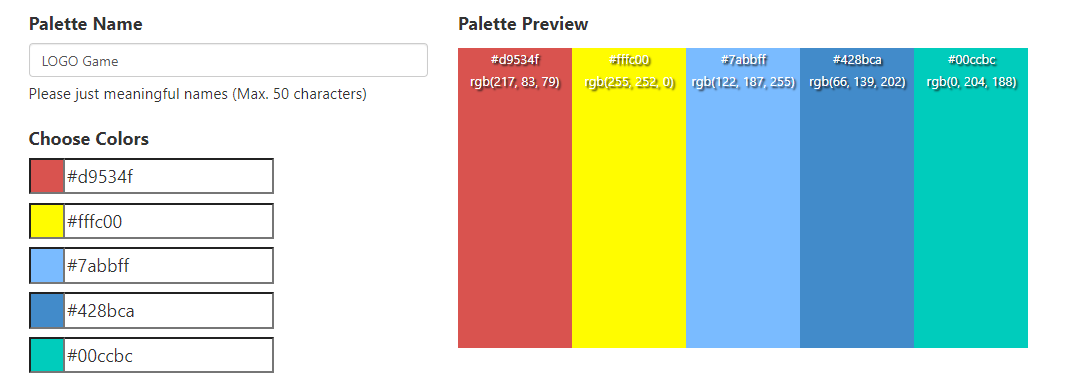 Palette Name
LOGO Game
Please just meaningful names (Max. 50 characters)
Choose Colors
#d9534f
#fffc00
#7abbff
#428bca
#00ccbc
Palette Preview
#d9534f #fffc00 #7abbff #428bca #00ccbc
rgb(217, 83, 79) rgb(255, 252, 0) rgb(122, 187, 255) rgb(66, 139, 202) rgb(0, 204, 188)